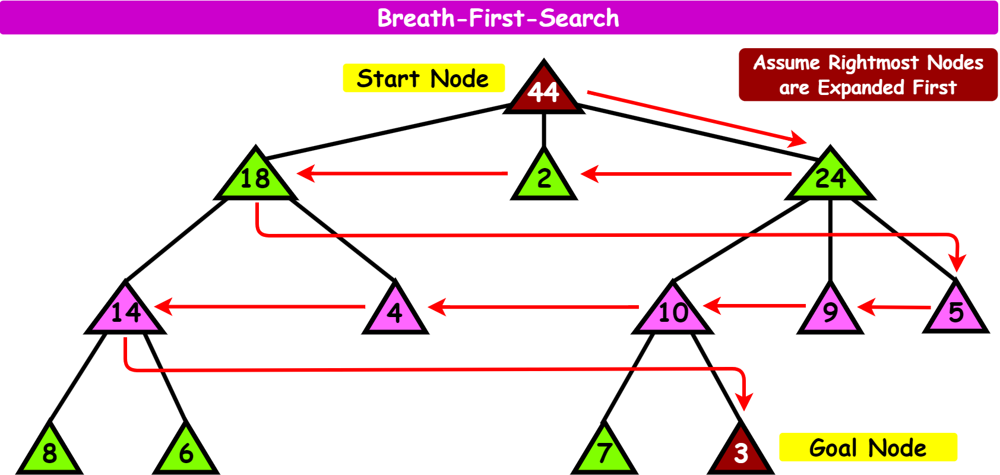 Breath-First-Search
Start Node
Assume Rightmost Nodes
are Expanded First
44
18
2
24
14
4
10
9
5
8
6
7
3
Goal Node